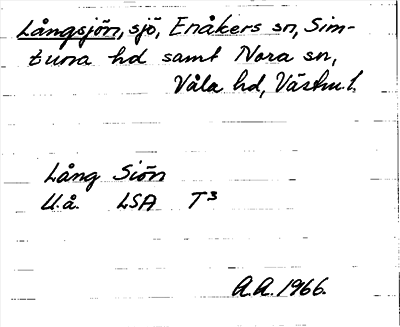 Långsjön, sjö, Enåkers sn, Sim-
tuna hd samt Nora sn,
Våla hd, Västm.l.
Lång Siön
U.å. LSA T3
A.A. 1966.